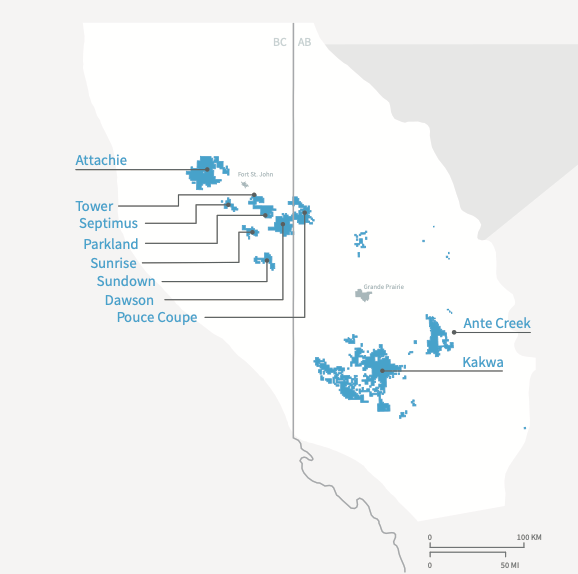 BC AB
Attachie
Fort St. John
Tower
Septimus
Parkland
Sunrise
Sundown
Dawson
Pouce Coupe
Grande Prairie
Ante Creek
Kakwa
0 100 KM
0 50 MI